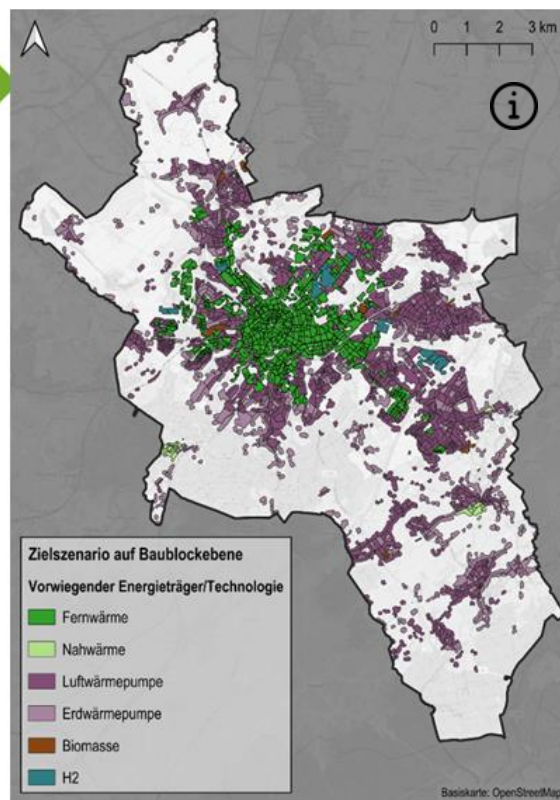 3 km
0 1 2
i
Zielszenario auf Baublockebene
Vorwiegender Energieträger/Technologie
Fernwärme
Nahwärme
Luftwärmepumpe
Erdwärmepumpe
Biomasse
H2
Basiskarte: OpenStreetMap